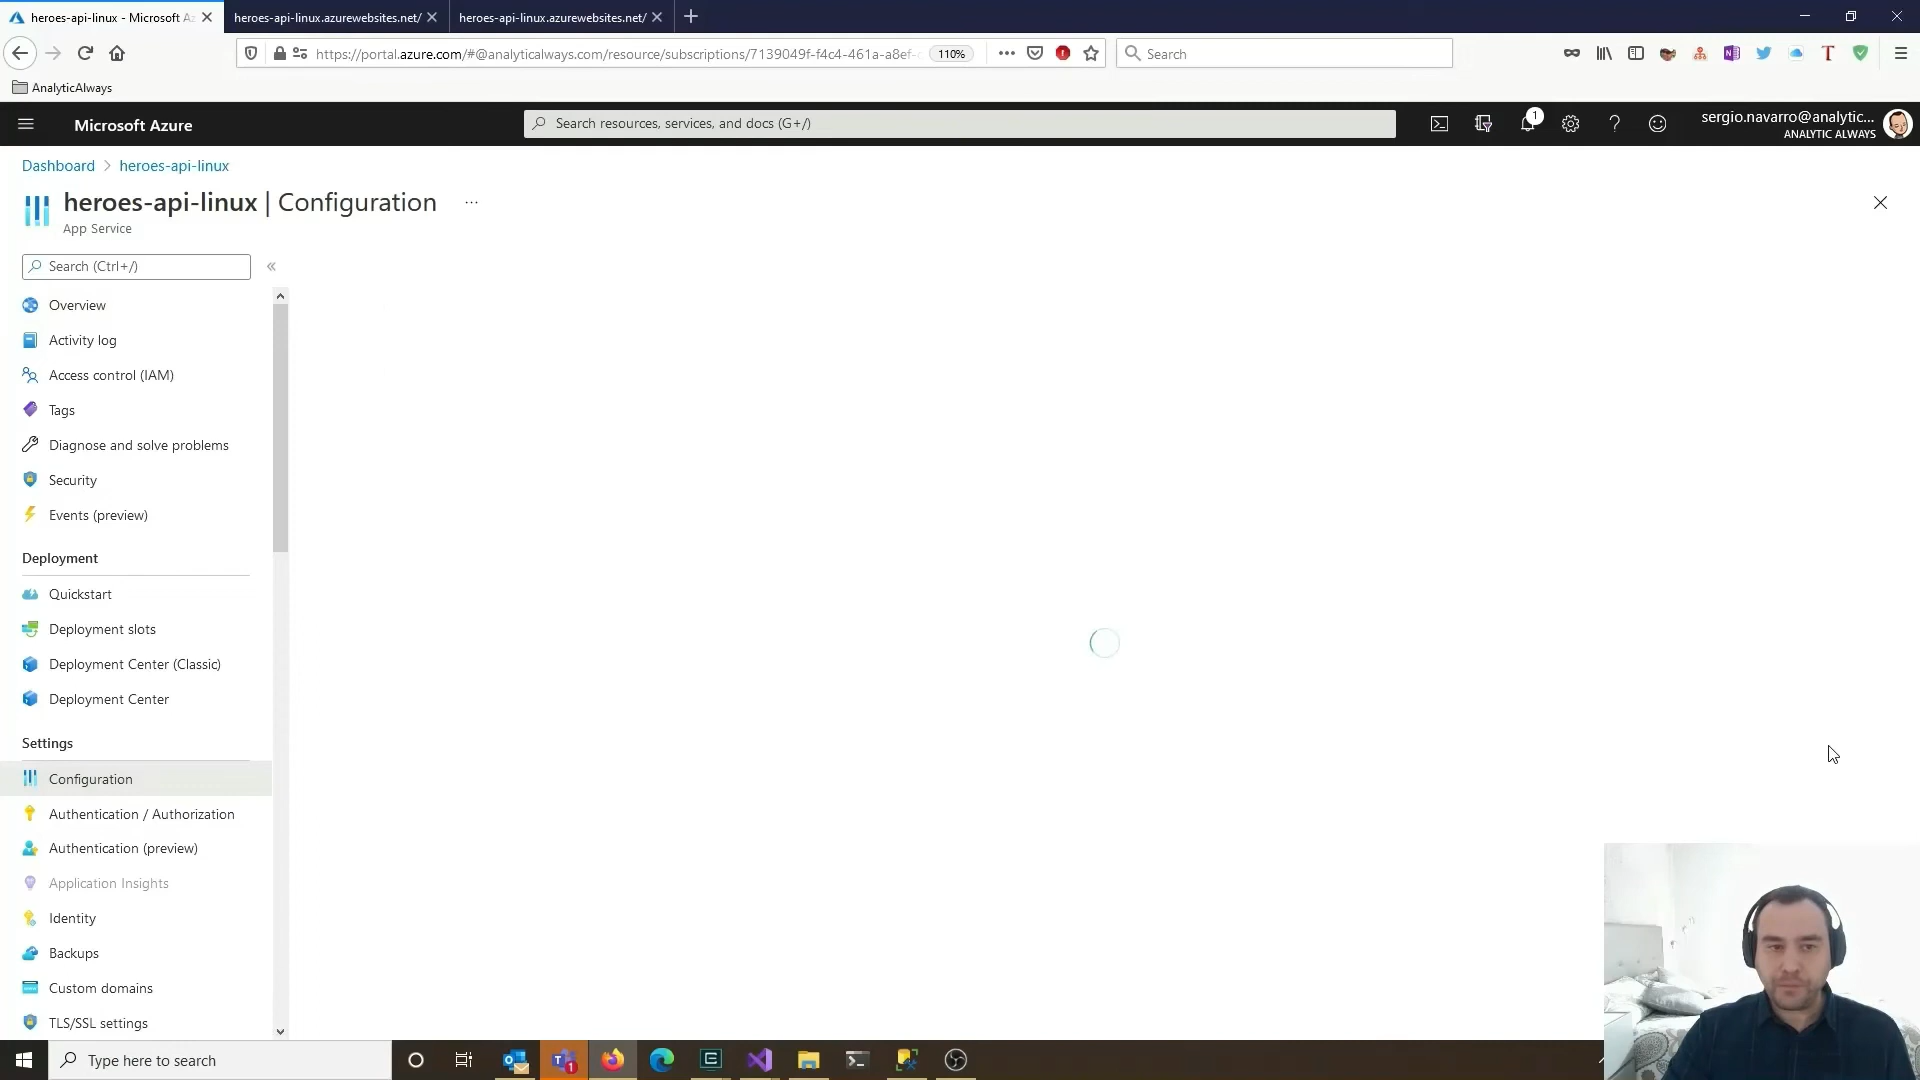 heroes-api-linux - Microsoft Az
heroes-api-linux.azurewebsites.net/
heroes-api-linux.azurewebsites.net/
https://portal.azure.com/#@analyticalways.com/resource/subscriptions/7139049f-f4c4-461a-a8ef-
110%
Search
AnalyticAlways
Microsoft Azure
Search resources, services, and docs (G+/)
1
sergio.navarro@analytic...
ANALYTIC ALWAYS
Dashboard > heroes-api-linux
heroes-api-linux | Configuration
...
App Service
Search (Ctrl+/)
«
Overview
Activity log
Access control (IAM)
Tags
Diagnose and solve problems
Security
Events (preview)
Deployment
Quickstart
Deployment slots
Deployment Center (Classic)
Deployment Center
Settings
Configuration
Authentication / Authorization
Authentication (preview)
Application Insights
Identity
Backups
Custom domains
TLS/SSL settings
Type here to search
1